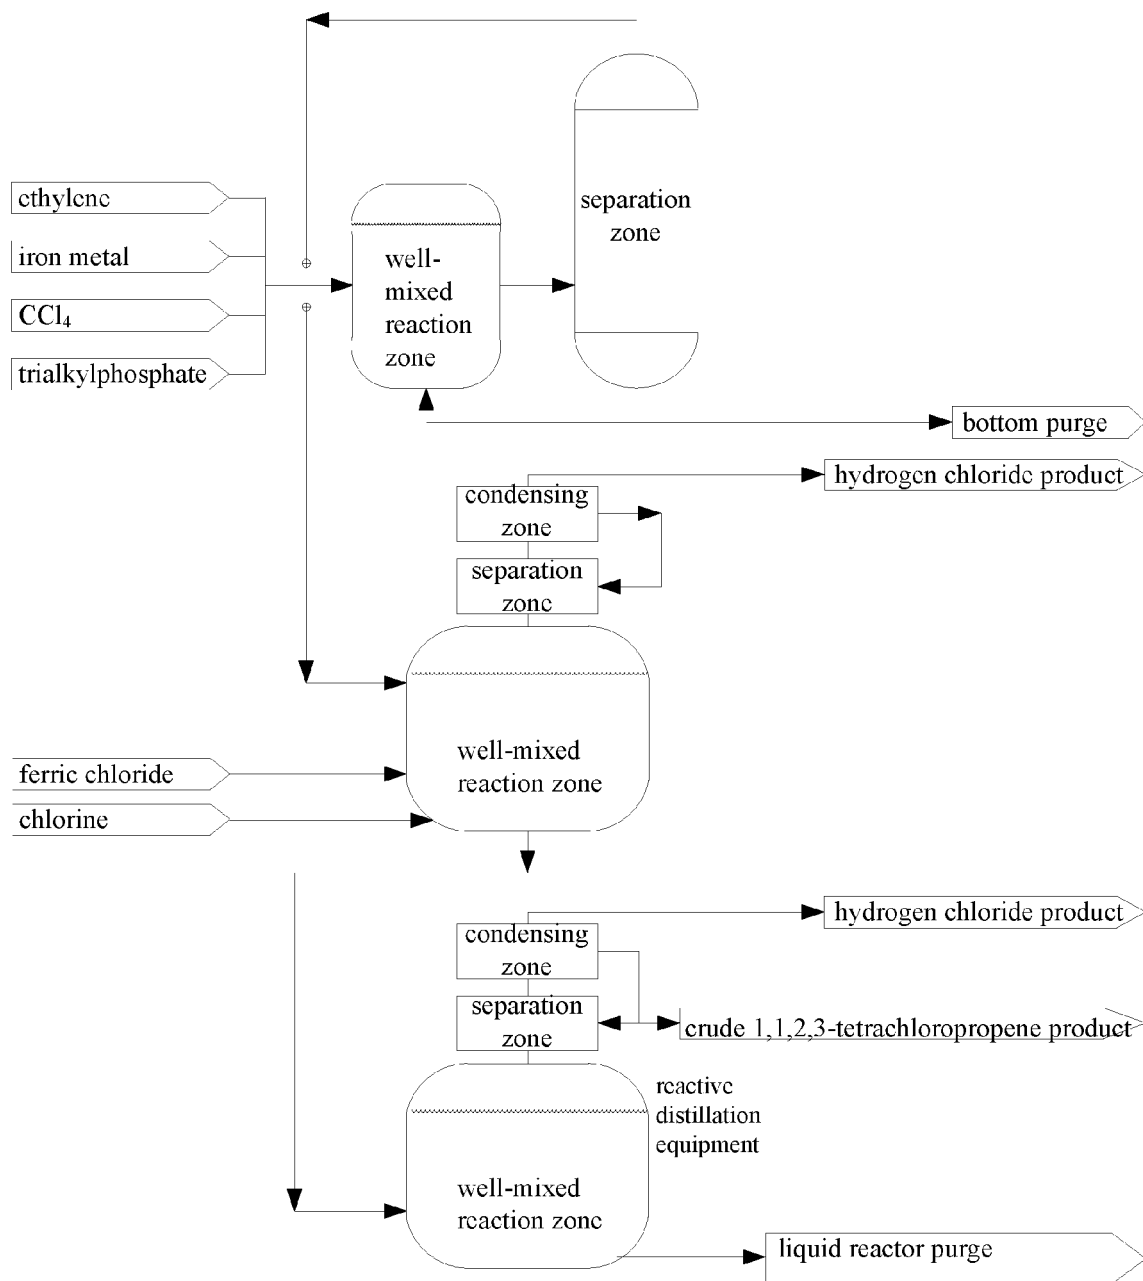 ethylene
iron metal
CCl₄
trialkylphosphate
well-
mixed
reaction
zone
separation
zone
bottom purge
hydrogen chloride product
condensing
zone
separation
zone
well-mixed
reaction zone
ferric chloride
chlorine
hydrogen chloride product
condensing
zone
separation
zone
crude 1,1,2,3-tetrachloropropene product
reactive
distillation
equipment
well-mixed
reaction zone
liquid reactor purge